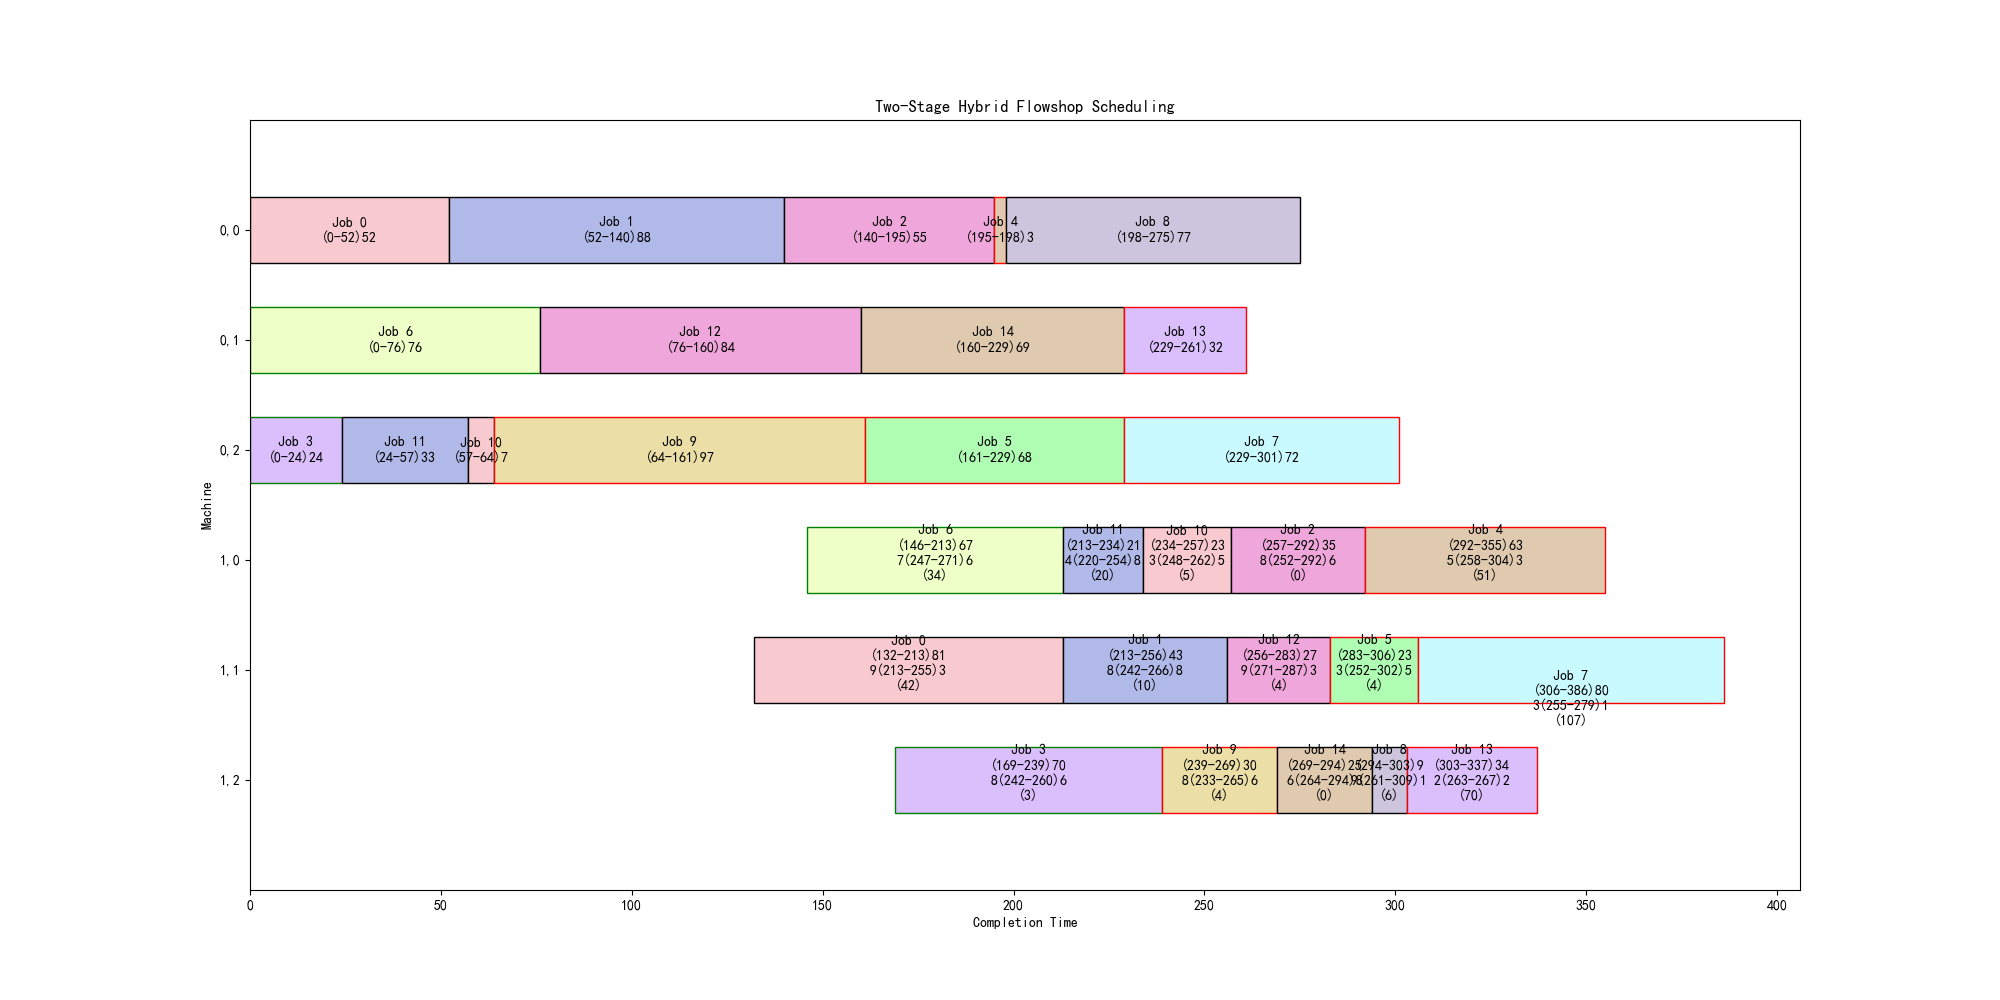 Two-Stage Hybrid Flowshop Scheduling
Machine
0,0
Job 0
(0-52)52
Job 1
(52-140)88
Job 2
(140-195)55
Job 4
(195-198)3
Job 8
(198-275)77
0,1
Job 6
(0-76)76
Job 12
(76-160)84
Job 14
(160-229)69
Job 13
(229-261)32
0,2
Job 3
(0-24)24
Job 11
(24-57)33
Job 10
(57-64)7
Job 9
(64-161)97
Job 5
(161-229)68
Job 7
(229-301)72
1,0
Job 6
(146-213)67
7(247-271)6
(34)
Job 11
(213-234)21
4(220-254)8
(20)
Job 10
(234-257)23
3(248-262)5
(5)
Job 2
(257-292)35
8(252-292)6
(0)
Job 4
(292-355)63
5(258-304)3
(51)
1,1
Job 0
(132-213)81
9(213-255)3
(42)
Job 1
(213-256)43
8(242-266)8
(10)
Job 12
(256-283)27
9(271-287)3
(4)
Job 5
(283-306)23
3(252-302)5
(4)
Job 7
(306-386)80
3(255-279)1
(107)
1,2
Job 3
(169-239)70
8(242-260)6
(3)
Job 9
(239-269)30
8(233-265)6
(4)
Job 14
(269-294)25
6(264-294)8
(0)
Job 8
(294-303)9
9(261-309)1
(6)
Job 13
(303-337)34
2(263-267)2
(70)
0
50
100
150
200
250
300
350
400
Completion Time